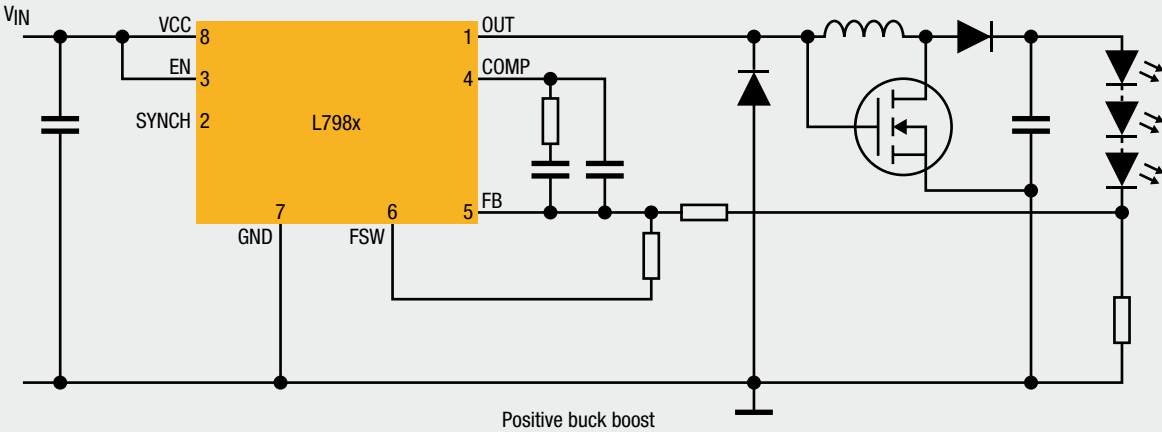 VIN
VCC
8
1
OUT
EN
3
4
COMP
SYNCH
2
L798x
7
6
5
FB
GND
FSW
Positive buck boost